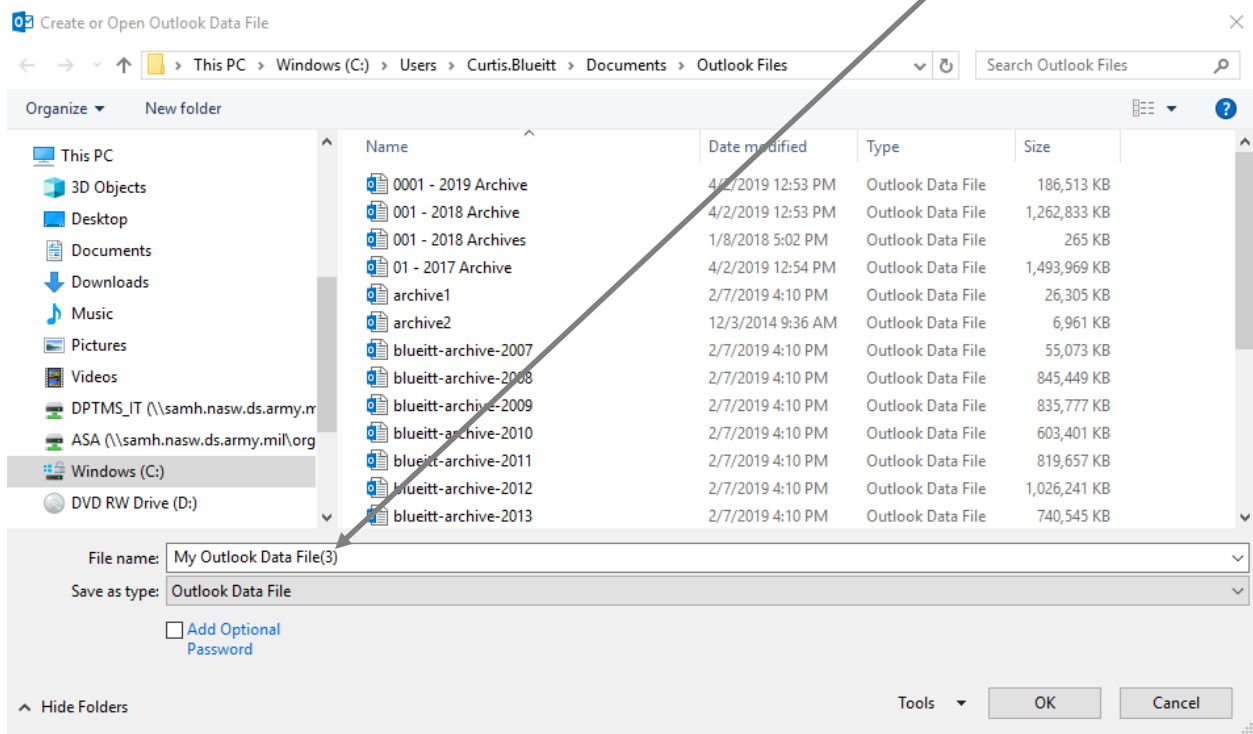 Create or Open Outlook Data File
This PC > Windows (C:) > Users > Curtis.Blueitt > Documents > Outlook Files
Search Outlook Files
Organize New folder
Name Date modified Type Size
This PC
3D Objects
Desktop
Documents
Downloads
Music
Pictures
Videos
DPTMS_IT (\\samh.nasw.ds.army.m
ASA (\\samh.nasw.ds.army.mil\org
Windows (C:)
DVD RW Drive (D:)
0001 - 2019 Archive 4/2/2019 12:53 PM Outlook Data File 186,513 KB
001 - 2018 Archive 4/2/2019 12:53 PM Outlook Data File 1,262,833 KB
001 - 2018 Archives 1/8/2018 5:02 PM Outlook Data File 265 KB
01 - 2017 Archive 4/2/2019 12:54 PM Outlook Data File 1,493,969 KB
archive1 2/7/2019 4:10 PM Outlook Data File 26,305 KB
archive2 12/3/2014 9:36 AM Outlook Data File 6,961 KB
blueitt-archive-2007 2/7/2019 4:10 PM Outlook Data File 55,073 KB
blueitt-archive-2008 2/7/2019 4:10 PM Outlook Data File 845,449 KB
blueitt-archive-2009 2/7/2019 4:10 PM Outlook Data File 835,777 KB
blueitt-archive-2010 2/7/2019 4:10 PM Outlook Data File 603,401 KB
blueitt-archive-2011 2/7/2019 4:10 PM Outlook Data File 819,657 KB
blueitt-archive-2012 2/7/2019 4:10 PM Outlook Data File 1,026,241 KB
blueitt-archive-2013 2/7/2019 4:10 PM Outlook Data File 740,545 KB
File name: My Outlook Data File(3)
Save as type: Outlook Data File
Add Optional
Password
Hide Folders
Tools OK Cancel